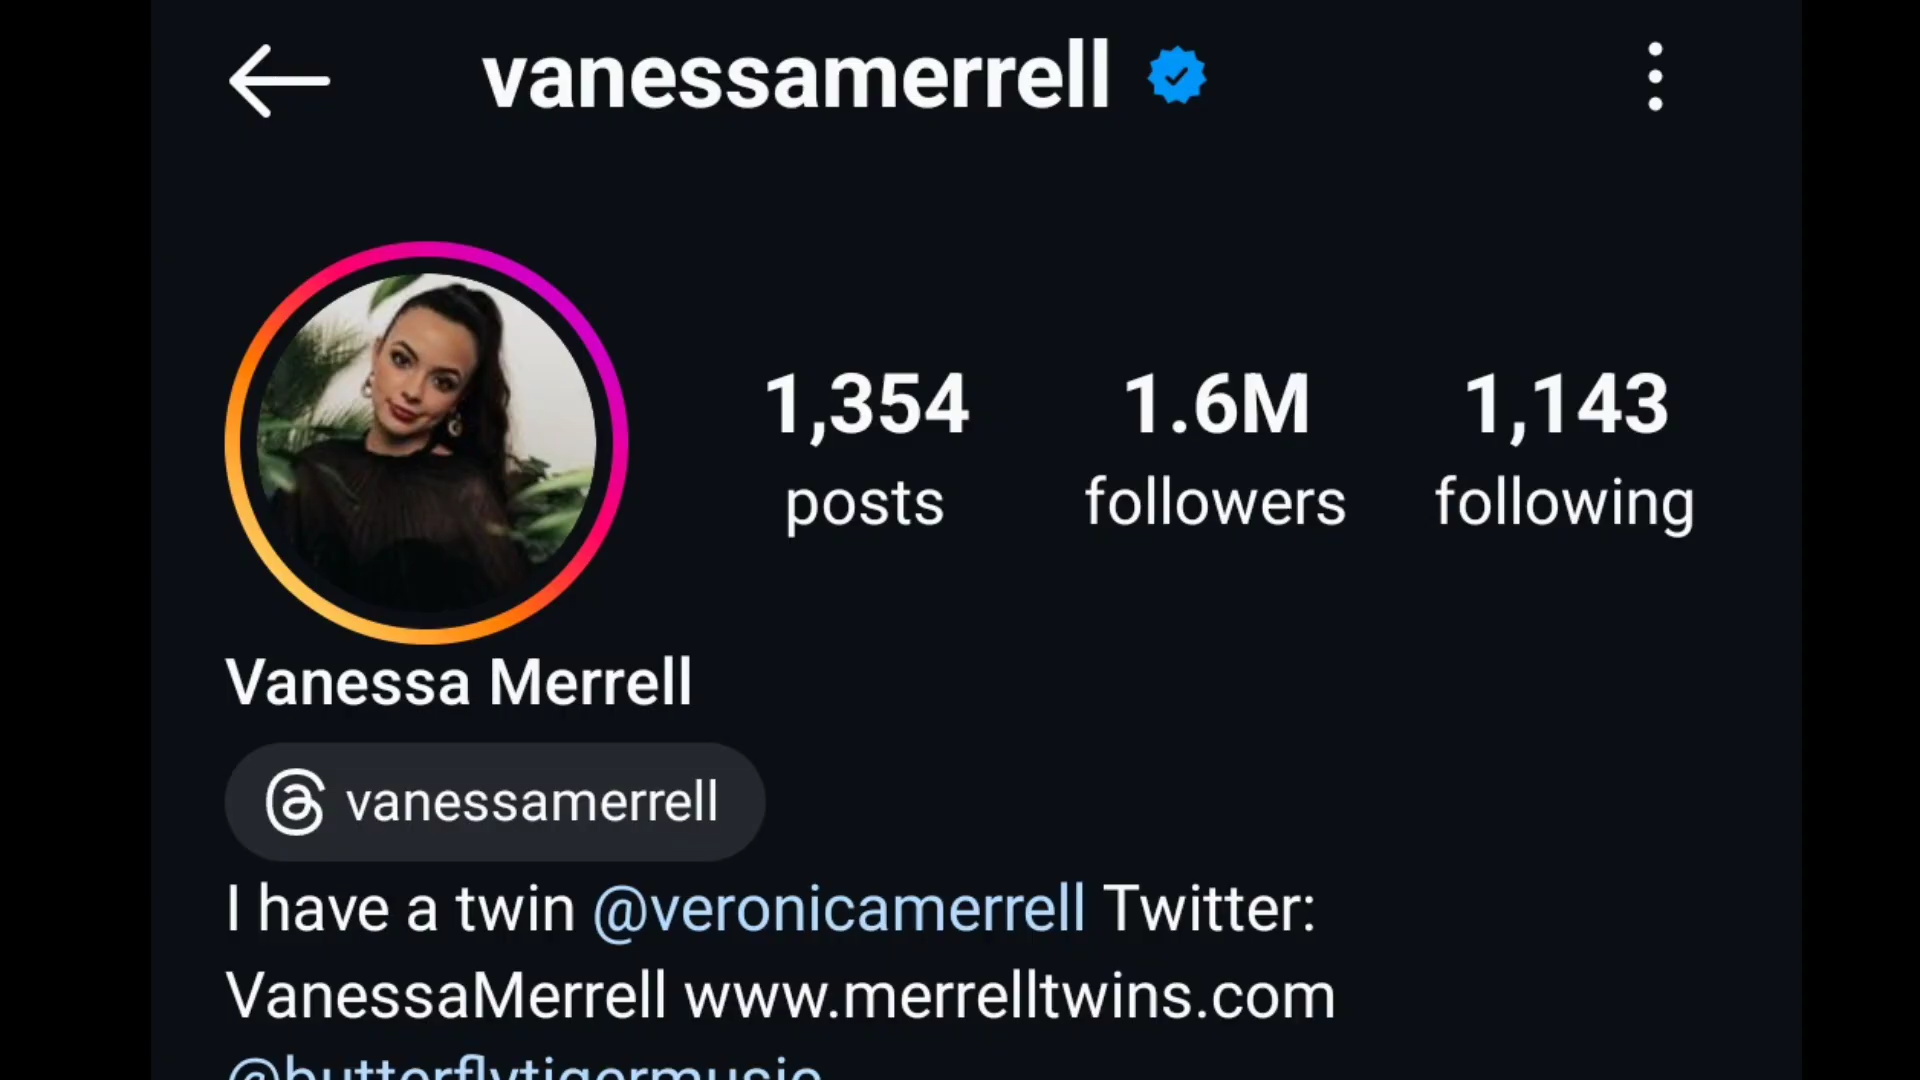 vanessamerrell
1,354 1.6M 1,143
posts followers following
Vanessa Merrell
vanessamerrell
I have a twin @veronicamerrell Twitter:
VanessaMerrell www.merrelltwins.com
@butterflytigermusic